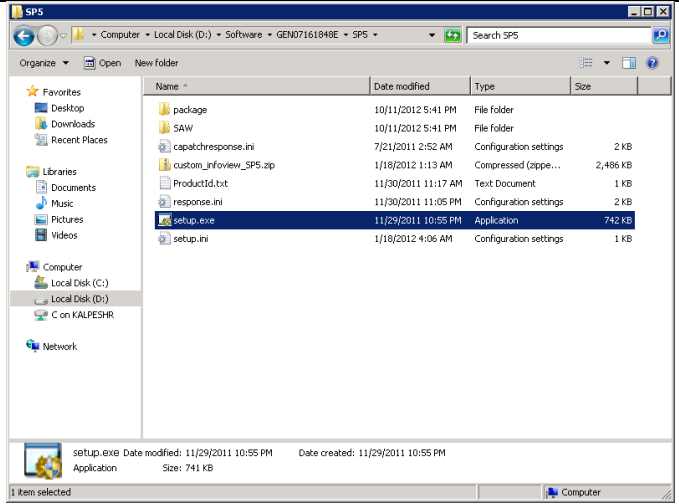 SP5
Computer Local Disk (D:) Software GEN07161848E SP5
Search SP5
Organize Open New folder
Name Date modified Type Size
Favorites
Desktop
Downloads
Recent Places
Libraries
Documents
Music
Pictures
Videos
Computer
Local Disk (C:)
Local Disk (D:)
C on KALPESHR
Network
package 10/11/2012 5:41 PM File folder
SAW 10/11/2012 5:41 PM File folder
capatchresponse.ini 7/21/2011 2:52 AM Configuration settings 2 KB
custom_infoview_SP5.zip 1/18/2012 1:13 AM Compressed (zippe... 2,486 KB
ProductId.txt 11/30/2011 11:17 AM Text Document 1 KB
response.ini 11/30/2011 11:05 PM Configuration settings 2 KB
setup.exe 11/29/2011 10:55 PM Application 742 KB
setup.ini 1/18/2012 4:06 AM Configuration settings 1 KB
setup.exe Date modified: 11/29/2011 10:55 PM Date created: 11/29/2011 10:55 PM
Application Size: 741 KB
1 item selected Computer